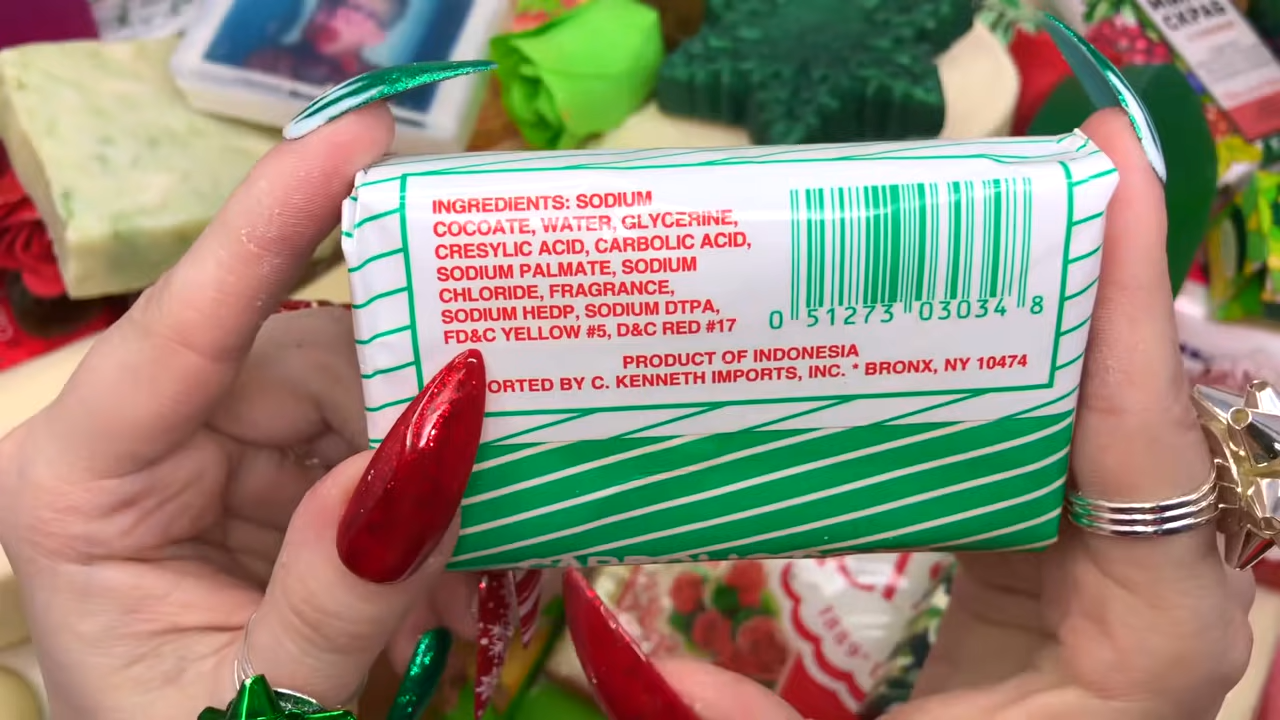 INGREDIENTS: SODIUM
COCOATE, WATER, GLYCERINE,
CRESYLIC ACID, CARBOLIC ACID,
SODIUM PALMATE, SODIUM
CHLORIDE, FRAGRANCE,
SODIUM HEDP, SODIUM DTPA,
FD&C YELLOW #5, D&C RED #17
0 51273 03034 8
PRODUCT OF INDONESIA
ORTED BY C. KENNETH IMPORTS, INC. * BRONX, NY 10474
СКРАБ
1889